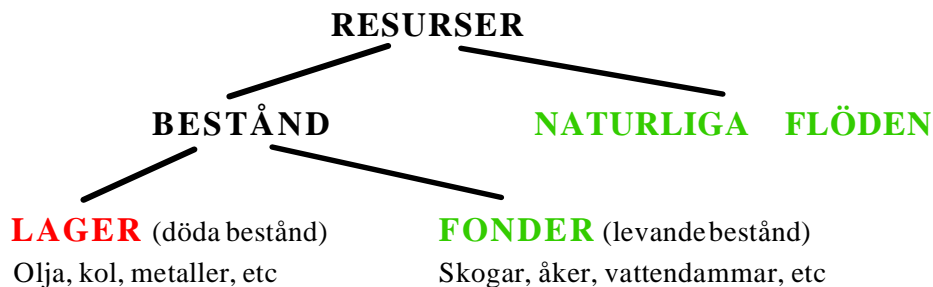 RESURSER
BESTÅND NATURLIGA FLÖDEN
LAGER (döda bestånd) FONDER (levande bestånd)
Olja, kol, metaller, etc Skogar, åker, vattendammar, etc